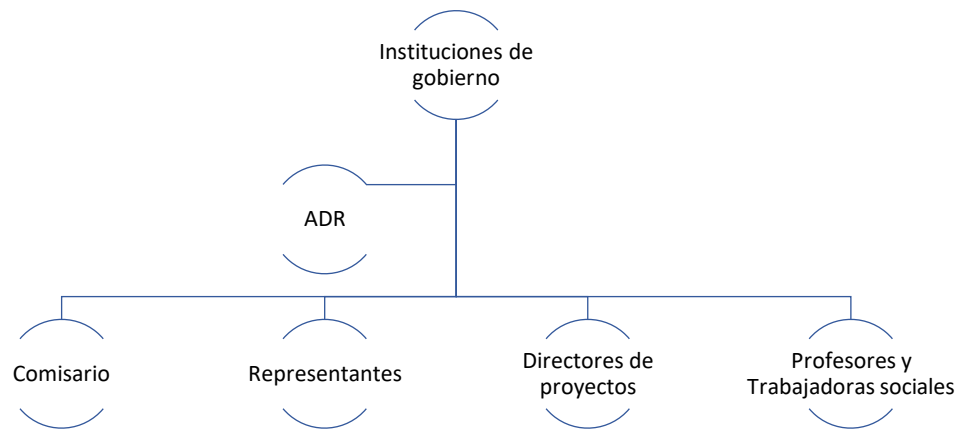 Instituciones de
gobierno
ADR
Comisario
Representantes
Directores de
proyectos
Profesores y
Trabajadoras sociales